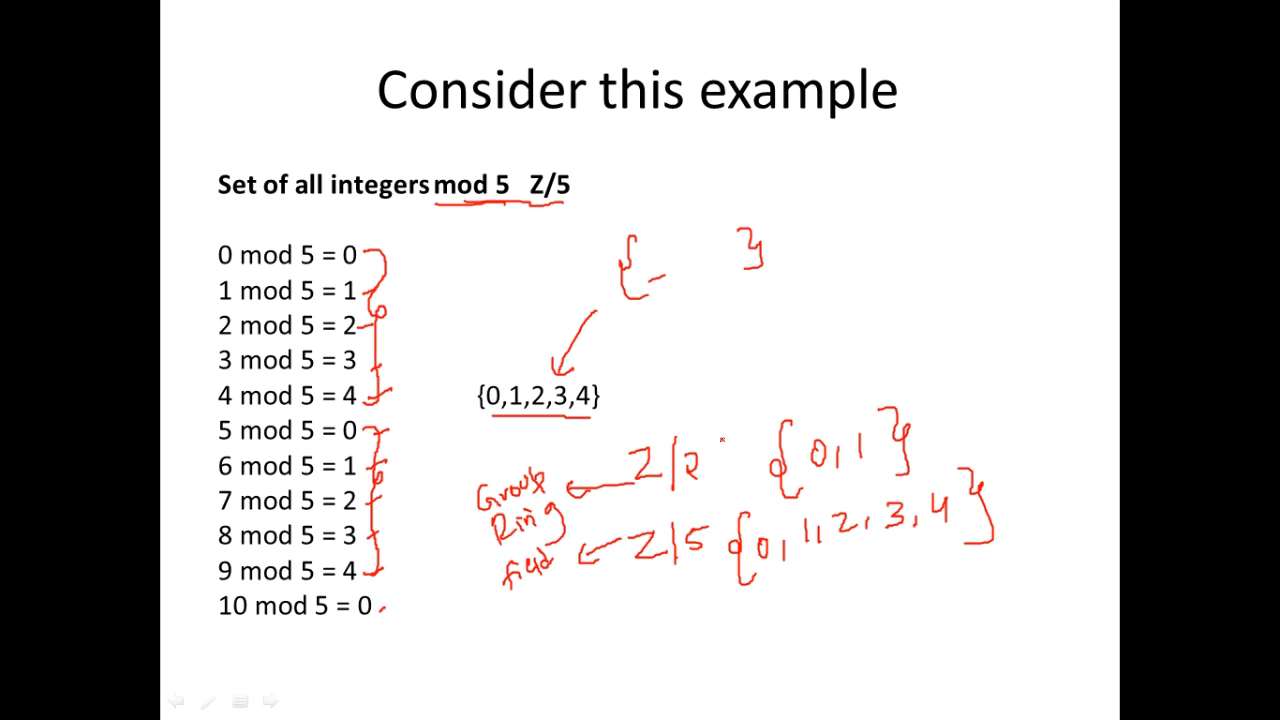 Consider this example
Set of all integers mod 5 Z/5
0 mod 5 = 0
1 mod 5 = 1
2 mod 5 = 2
3 mod 5 = 3
4 mod 5 = 4
5 mod 5 = 0
6 mod 5 = 1
7 mod 5 = 2
8 mod 5 = 3
9 mod 5 = 4
10 mod 5 = 0
{ }
{0,1,2,3,4}
Z/2 {0,1}
Group
Ring
field
Z/5 {0,1,2,3,4}